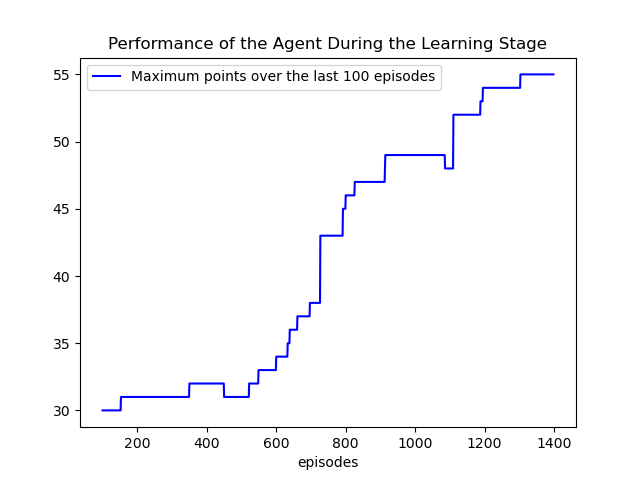 Performance of the Agent During the Learning Stage
Maximum points over the last 100 episodes
55
50
45
40
35
30
200 400 600 800 1000 1200 1400
episodes